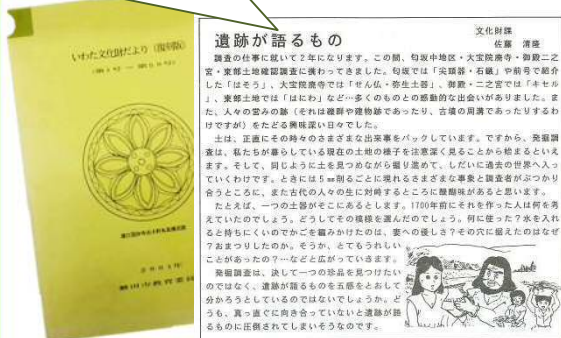 いわた文化財だより（復刻版）
磐田市教育委員会
遺跡が語るもの
文化財課
佐藤　清隆
調査の仕事に就いて２年になります。この間、匂坂中地区・大宝院廃寺・御殿二之
宮・東部土地確認調査に携わってきました。匂坂では「尖頭器・石鏃」や前号で紹介
した「はそう」、大宝院廃寺では「せん仏・弥生土器」、御殿・二之宮では「キセル
」、東部土地では「はにわ」など…多くのものとの感動的な出会いがありました。ま
た、人々の営みの跡（それは機群や建物跡であったり、古墳の周溝であったりするわ
けですが）をたどる興味深い日々でした。
土は、正直にその時々のさまざまな出来事をパックしています。ですから、発掘調
査は、私たちが暮らしている現在の土地の様子を注意深く見ることから始まるといえ
ます。そして、同じように土を見つめながら掘り進めて、しだいに過去の世界へ入っ
ていくわけです。ときには５㎜削るごとに現れるさまざまな事象と調査者がぶつかり
合うところに、また古代の人々の生に対峙するところに醍醐味があると思います。
たとえば、一つの土器がそこにあるとします。1700年前にそれを作った人は何を考
えていたのでしょう。どうしてその模様を選んだのでしょう。何に使った？水を入れ
ると持ちにくいのでかごを編みかけたのは、妻への優しさ？その穴に据えたのはなぜ
？おまつりしたのか。そうか、とてもうれしい
ことがあったの？…などと広がっていきます。
発掘調査は、決して一つの珍品を見つけたい
のではなく、遺跡が語るものを五感をとおして
分かろうとしているのではないでしょうか。ど
うも、真っ直ぐに向き合っていないと遺跡が語
るものに圧倒されてしまいそうなのです。